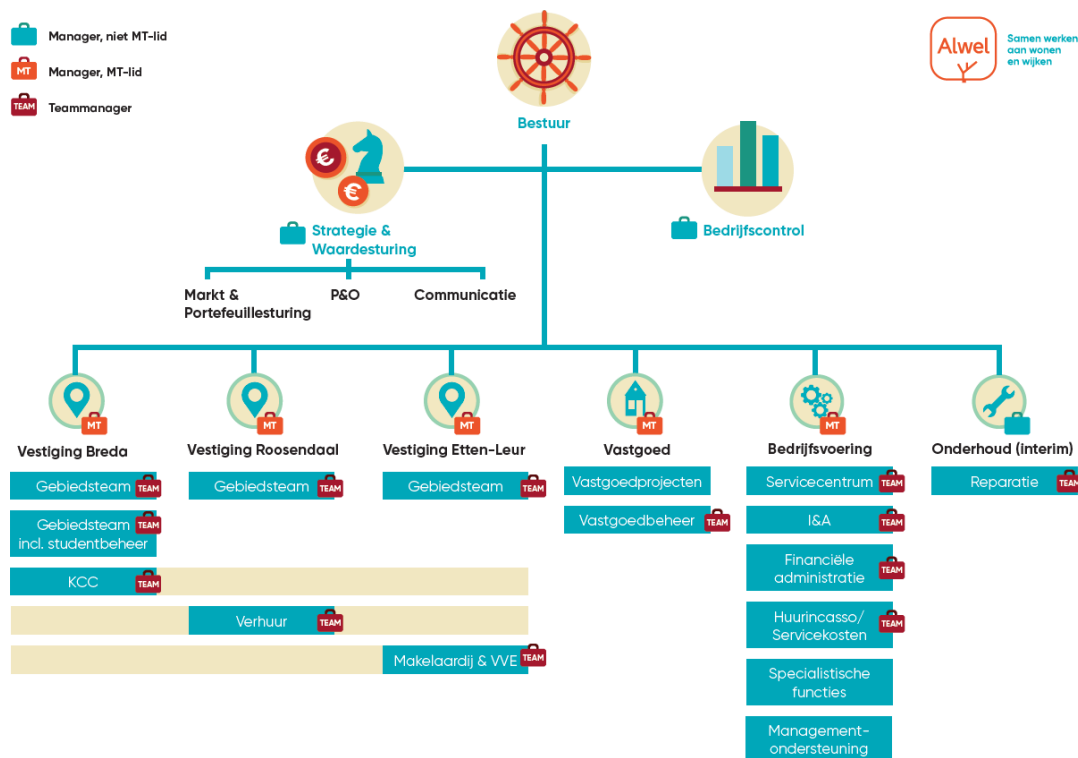 Manager, niet MT-lid
MT
Manager, MT-lid
TEAM
Teammanager
Alwel
Samen werken
aan wonen
en wijken
Bestuur
€
€
Strategie &
Waardesturing
Bedrijfscontrol
Markt &
Portefeuillesturing
P&O
Communicatie
MT
Vestiging Breda
MT
Vestiging Roosendaal
MT
Vestiging Etten-Leur
MT
Vastgoed
MT
Bedrijfsvoering
Onderhoud (interim)
Gebiedsteam
TEAM
Gebiedsteam
TEAM
Gebiedsteam
TEAM
Vastgoedprojecten
Servicecentrum
TEAM
Reparatie
TEAM
Gebiedsteam
incl. studentbeheer
TEAM
Vastgoedbeheer
TEAM
I&A
TEAM
KCC
TEAM
Financiële
administratie
TEAM
Verhuur
TEAM
Huurincasso/
Servicekosten
TEAM
Makelaardij & VVE
TEAM
Specialistische
functies
Management-
ondersteuning